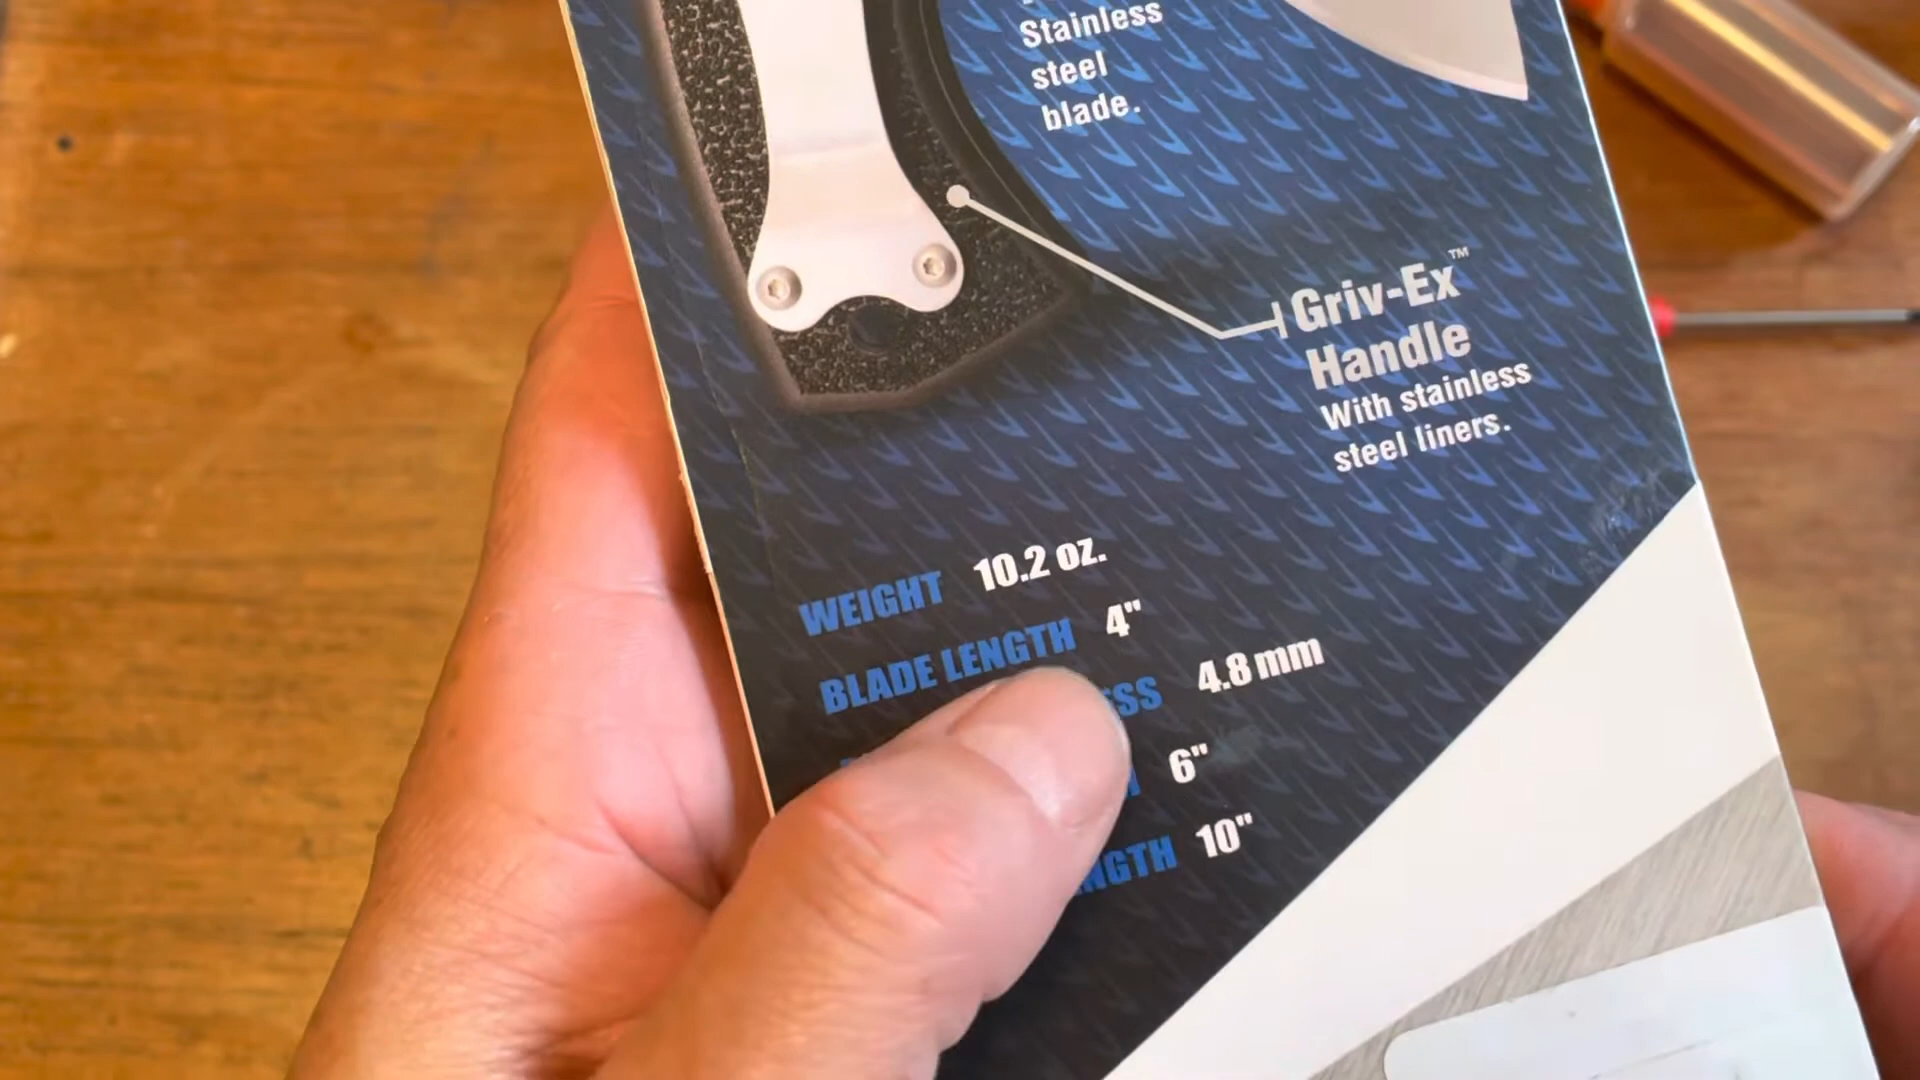 Stainless
steel
blade.
Griv-Ex™
Handle
With stainless
steel liners.
WEIGHT 10.2 oz.
BLADE LENGTH 4"
4.8 mm
6"
10"